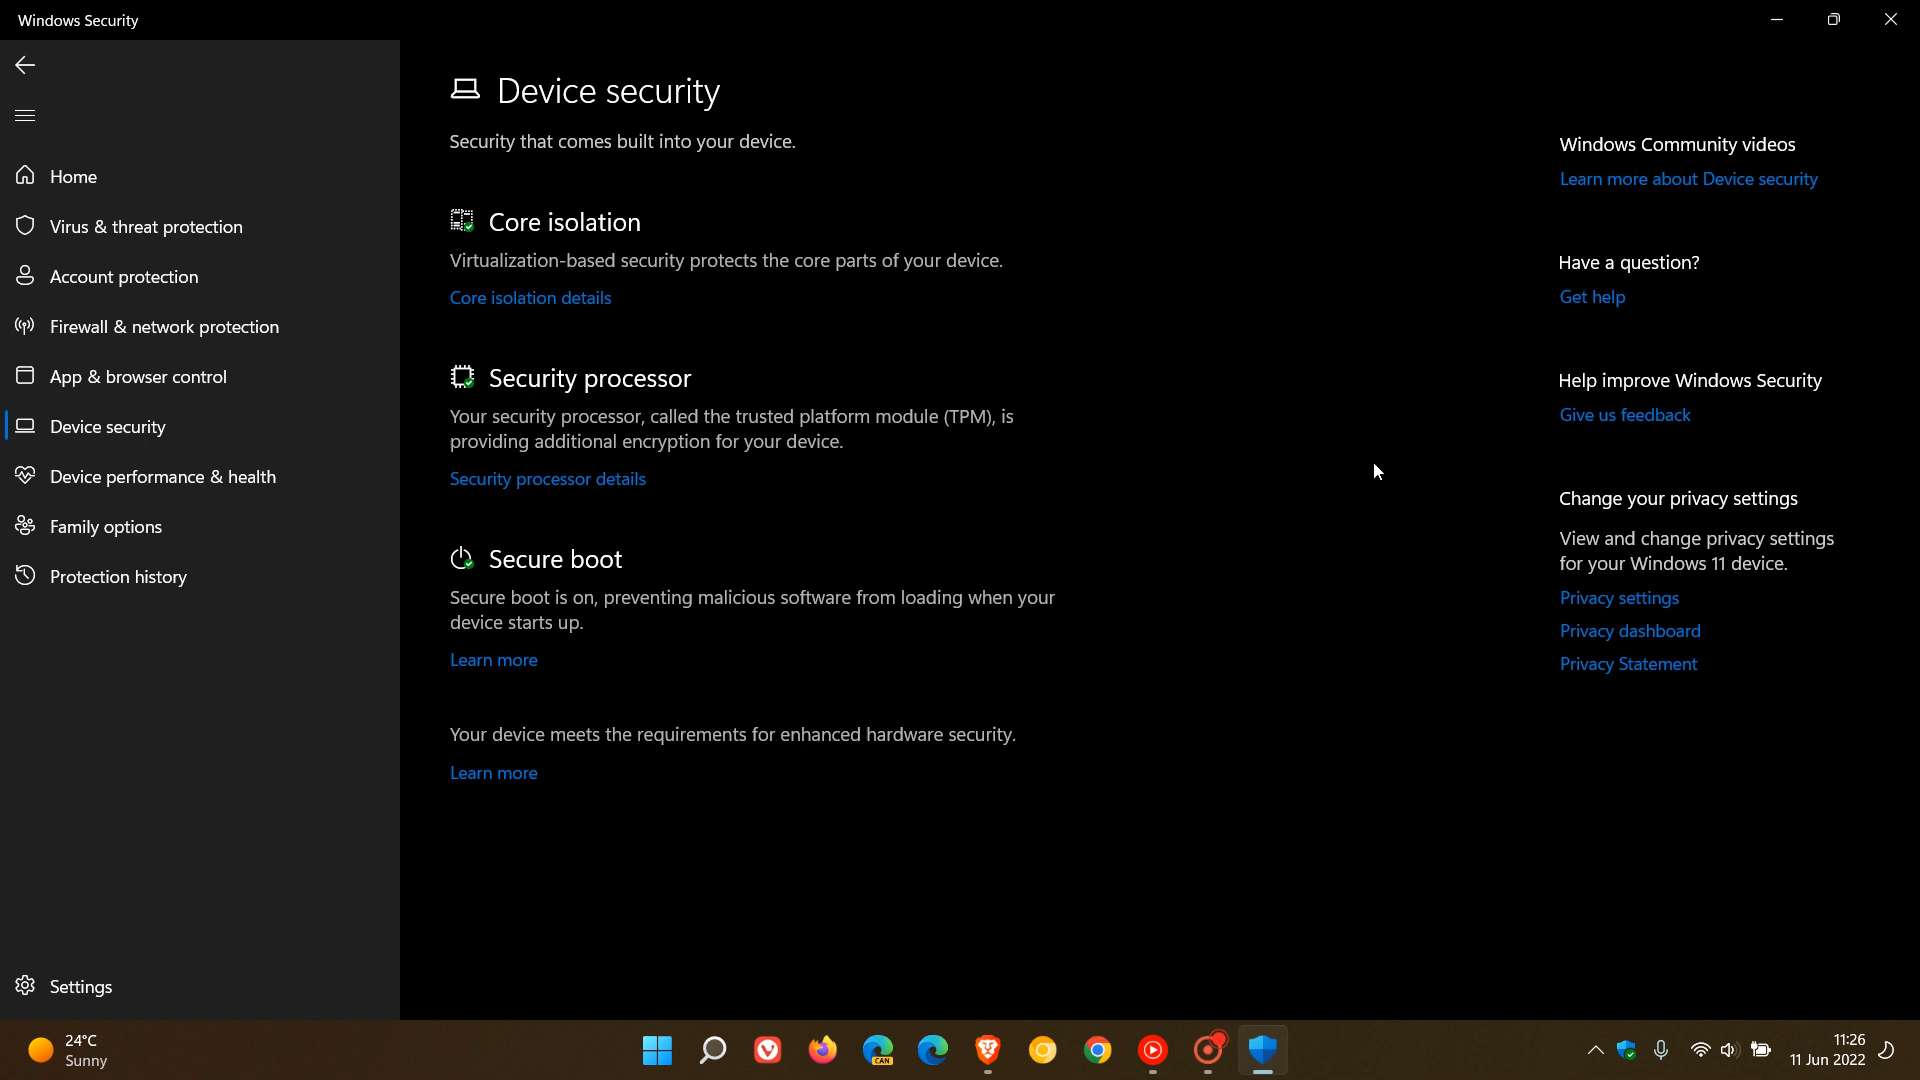 Windows Security
Home
Virus & threat protection
Account protection
Firewall & network protection
App & browser control
Device security
Device performance & health
Family options
Protection history
Settings
Device security
Security that comes built into your device.
Core isolation
Virtualization-based security protects the core parts of your device.
Core isolation details
Security processor
Your security processor, called the trusted platform module (TPM), is
providing additional encryption for your device.
Security processor details
Secure boot
Secure boot is on, preventing malicious software from loading when your
device starts up.
Learn more
Your device meets the requirements for enhanced hardware security.
Learn more
Windows Community videos
Learn more about Device security
Have a question?
Get help
Help improve Windows Security
Give us feedback
Change your privacy settings
View and change privacy settings
for your Windows 11 device.
Privacy settings
Privacy dashboard
Privacy Statement
24°C
Sunny
CAN
11:26
11 Jun 2022